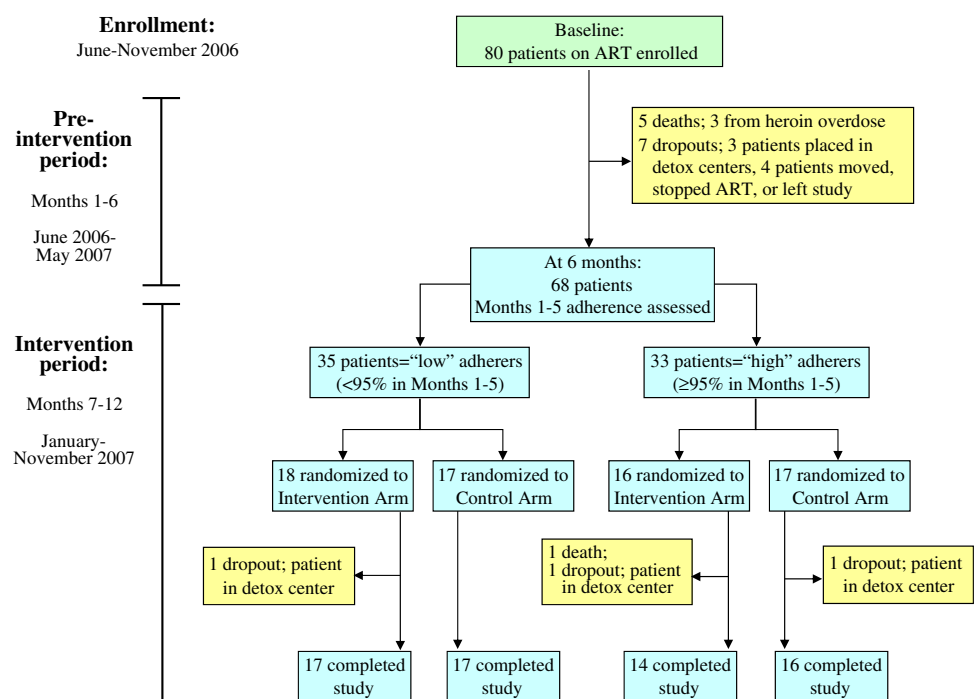 Enrollment:
June-November 2006
Baseline:
80 patients on ART enrolled
Pre-
intervention
period:
Months 1-6
June 2006-
May 2007
5 deaths; 3 from heroin overdose
7 dropouts; 3 patients placed in
detox centers, 4 patients moved,
stopped ART, or left study
At 6 months:
68 patients
Months 1-5 adherence assessed
Intervention
period:
Months 7-12
January-
November 2007
35 patients=“low” adherers
(<95% in Months 1-5)
33 patients=“high” adherers
(≥95% in Months 1-5)
18 randomized to
Intervention Arm
17 randomized to
Control Arm
16 randomized to
Intervention Arm
17 randomized to
Control Arm
1 dropout; patient
in detox center
1 death;
1 dropout; patient
in detox center
1 dropout; patient
in detox center
17 completed
study
17 completed
study
14 completed
study
16 completed
study